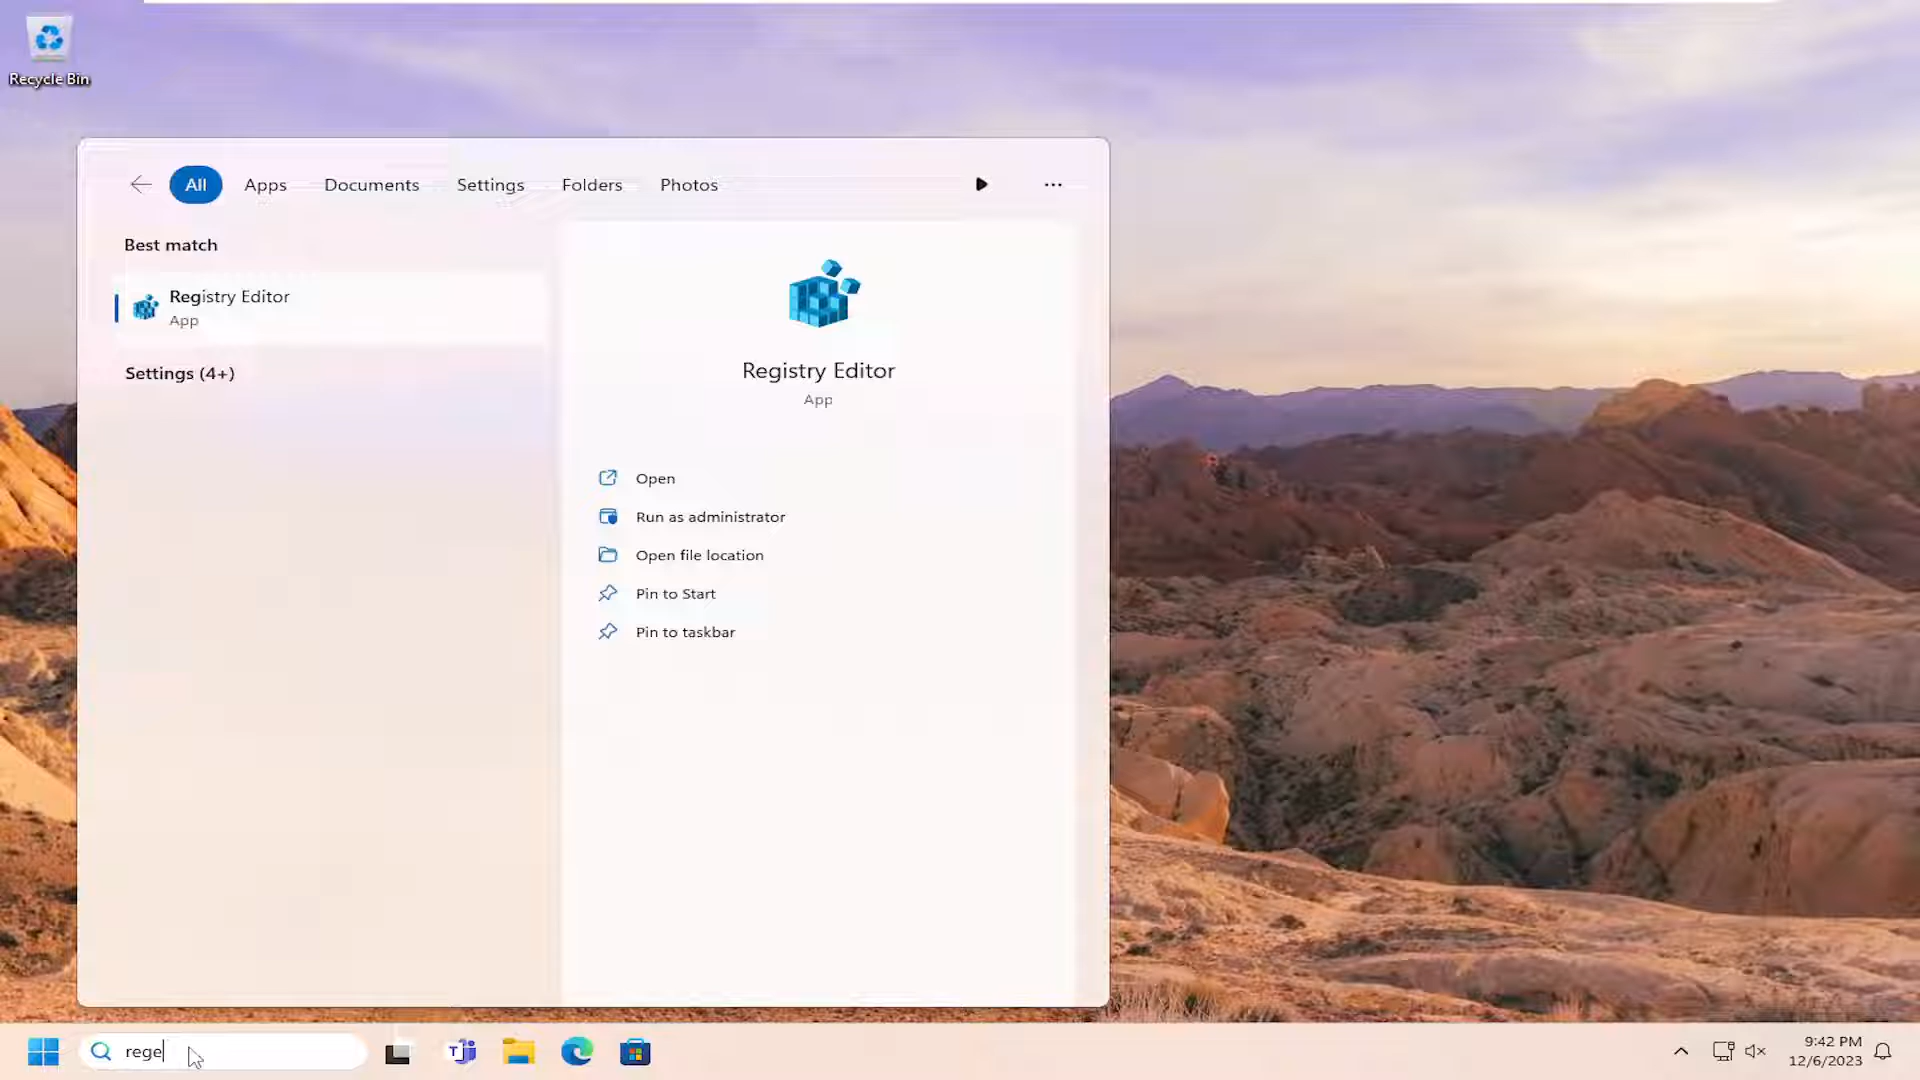 Recycle Bin
All
Apps
Documents
Settings
Folders
Photos
Best match
Registry Editor
App
Settings (4+)
Registry Editor
App
Open
Run as administrator
Open file location
Pin to Start
Pin to taskbar
rege
9:42 PM
12/6/2023